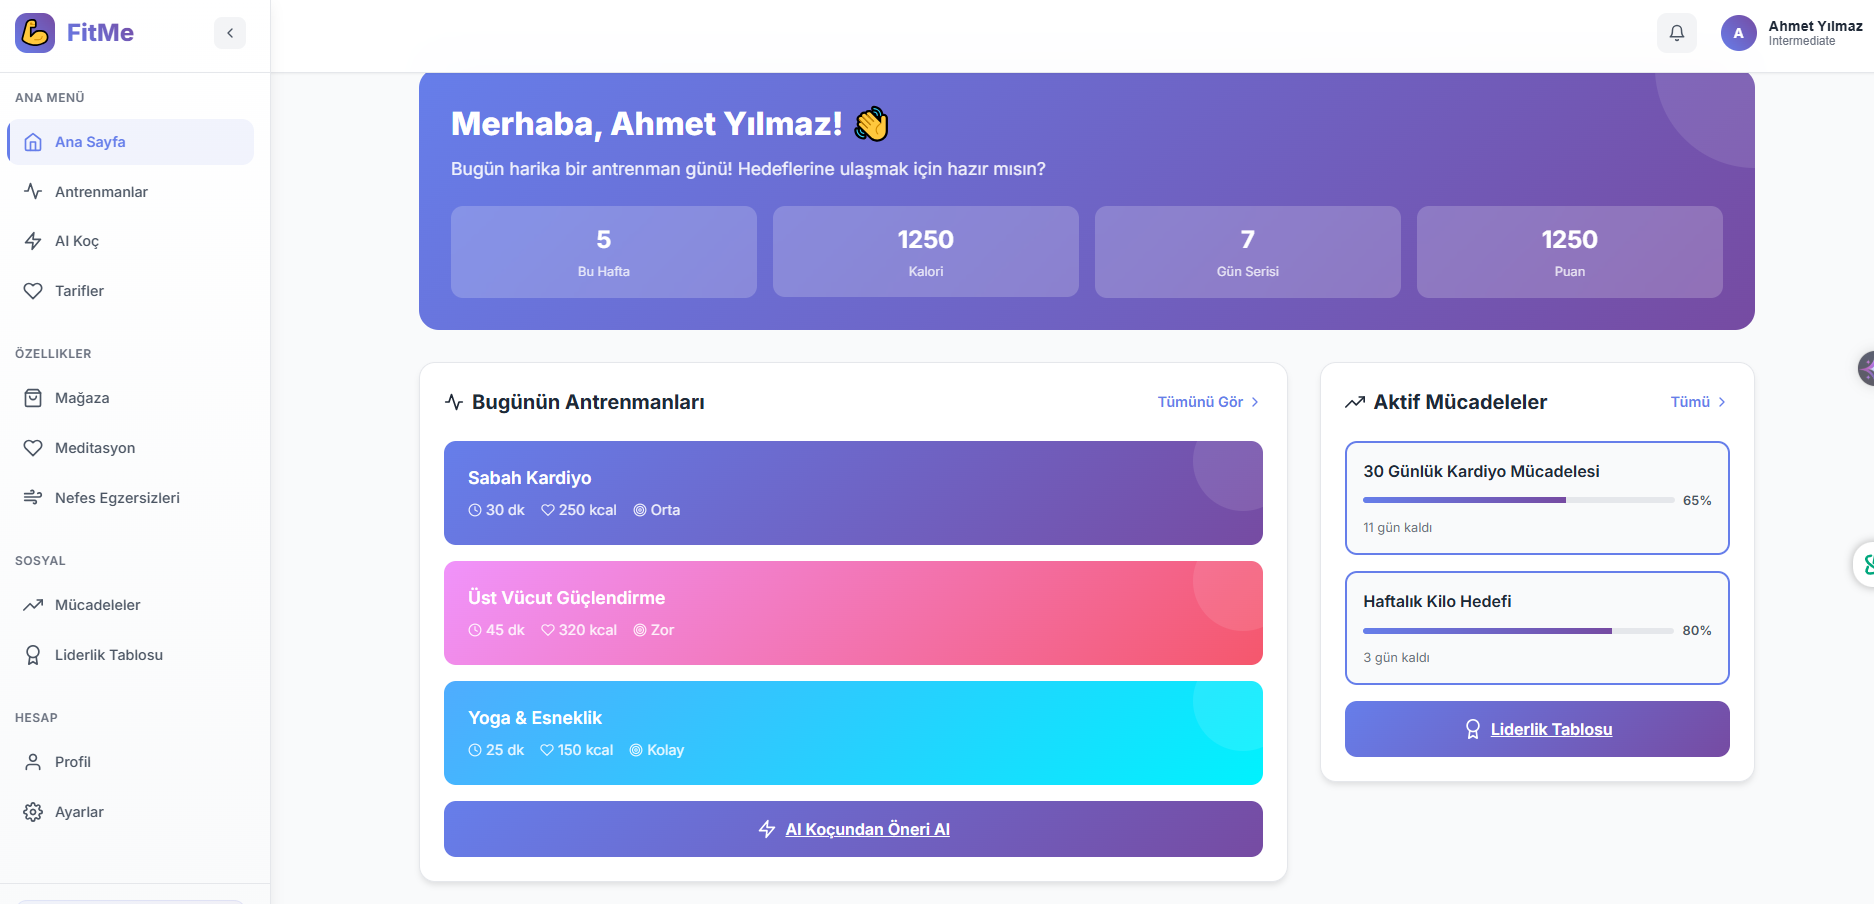 FitMe
Ahmet Yılmaz
Intermediate
A
ANA MENÜ
Ana Sayfa
Antrenmanlar
AI Koç
Tarifler
ÖZELLIKLER
Mağaza
Meditasyon
Nefes Egzersizleri
SOSYAL
Mücadeleler
Liderlik Tablosu
HESAP
Profil
Ayarlar
Merhaba, Ahmet Yılmaz! 👋
Bugün harika bir antrenman günü! Hedeflerine ulaşmak için hazır mısın?
5
Bu Hafta
1250
Kalori
7
Gün Serisi
1250
Puan
Bugünün Antrenmanları
Tümünü Gör
Sabah Kardiyo
30 dk 250 kcal Orta
Üst Vücut Güçlendirme
45 dk 320 kcal Zor
Yoga & Esneklik
25 dk 150 kcal Kolay
AI Koçundan Öneri Al
Aktif Mücadeleler
Tümü
30 Günlük Kardiyo Mücadelesi
65%
11 gün kaldı
Haftalık Kilo Hedefi
80%
3 gün kaldı
Liderlik Tablosu